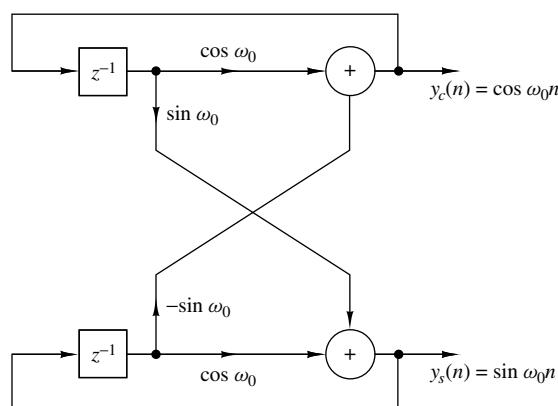 cos ω₀
z⁻¹
+
y_c(n) = cos ω₀n
sin ω₀
−sin ω₀
z⁻¹
+
cos ω₀
y_s(n) = sin ω₀n